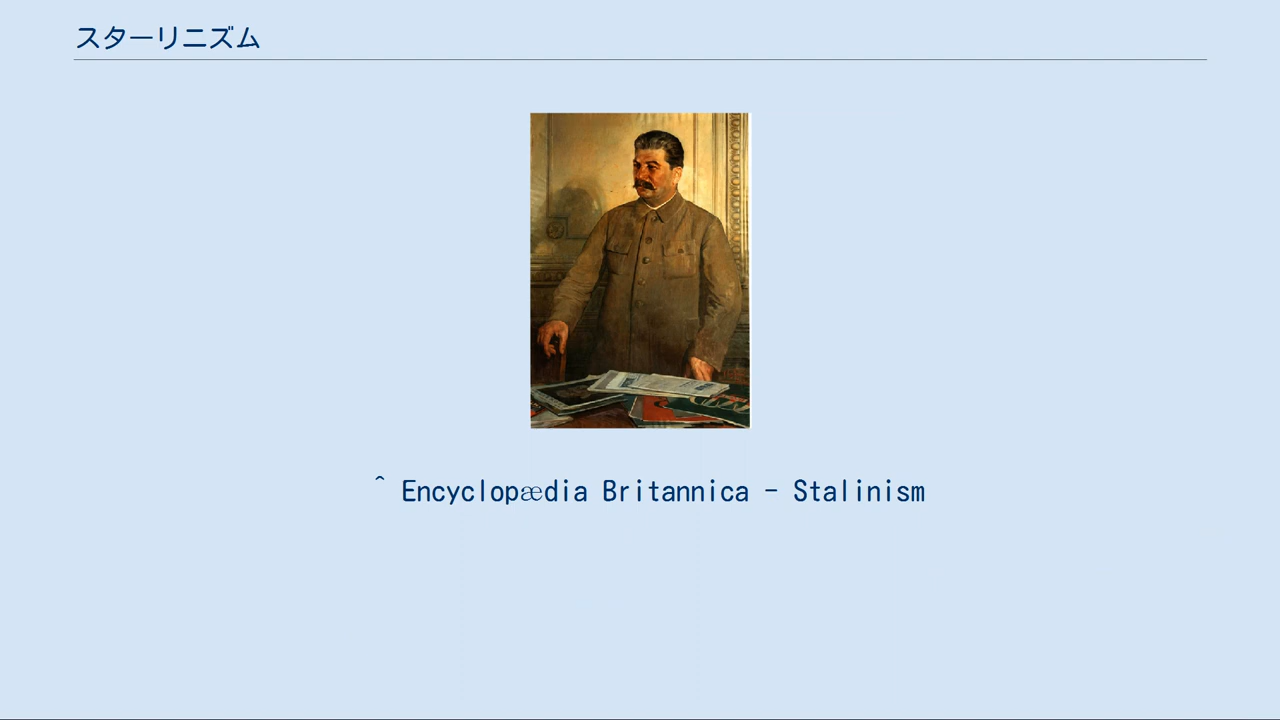 スターリニズム
^ Encyclopædia Britannica - Stalinism